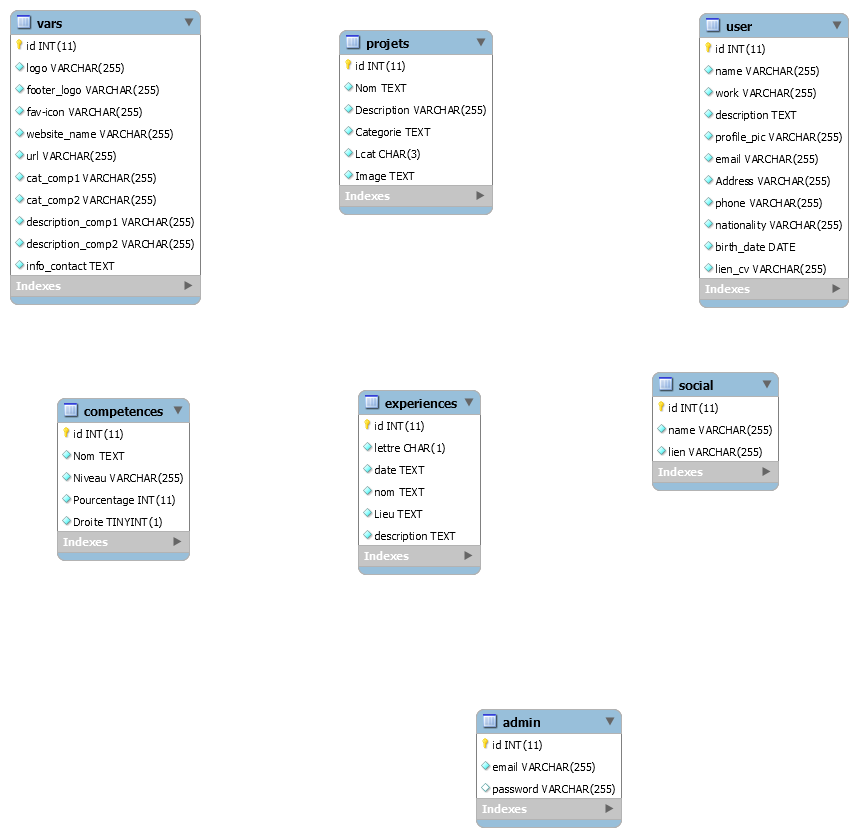 vars
id INT(11)
logo VARCHAR(255)
footer_logo VARCHAR(255)
fav-icon VARCHAR(255)
website_name VARCHAR(255)
url VARCHAR(255)
cat_comp1 VARCHAR(255)
cat_comp2 VARCHAR(255)
description_comp1 VARCHAR(255)
description_comp2 VARCHAR(255)
info_contact TEXT
Indexes
projets
id INT(11)
Nom TEXT
Description VARCHAR(255)
Categorie TEXT
Lcat CHAR(3)
Image TEXT
Indexes
user
id INT(11)
name VARCHAR(255)
work VARCHAR(255)
description TEXT
profile_pic VARCHAR(255)
email VARCHAR(255)
Address VARCHAR(255)
phone VARCHAR(255)
nationality VARCHAR(255)
birth_date DATE
lien_cv VARCHAR(255)
Indexes
competences
id INT(11)
Nom TEXT
Niveau VARCHAR(255)
Pourcentage INT(11)
Droite TINYINT(1)
Indexes
experiences
id INT(11)
lettre CHAR(1)
date TEXT
nom TEXT
Lieu TEXT
description TEXT
Indexes
social
id INT(11)
name VARCHAR(255)
lien VARCHAR(255)
Indexes
admin
id INT(11)
email VARCHAR(255)
password VARCHAR(255)
Indexes